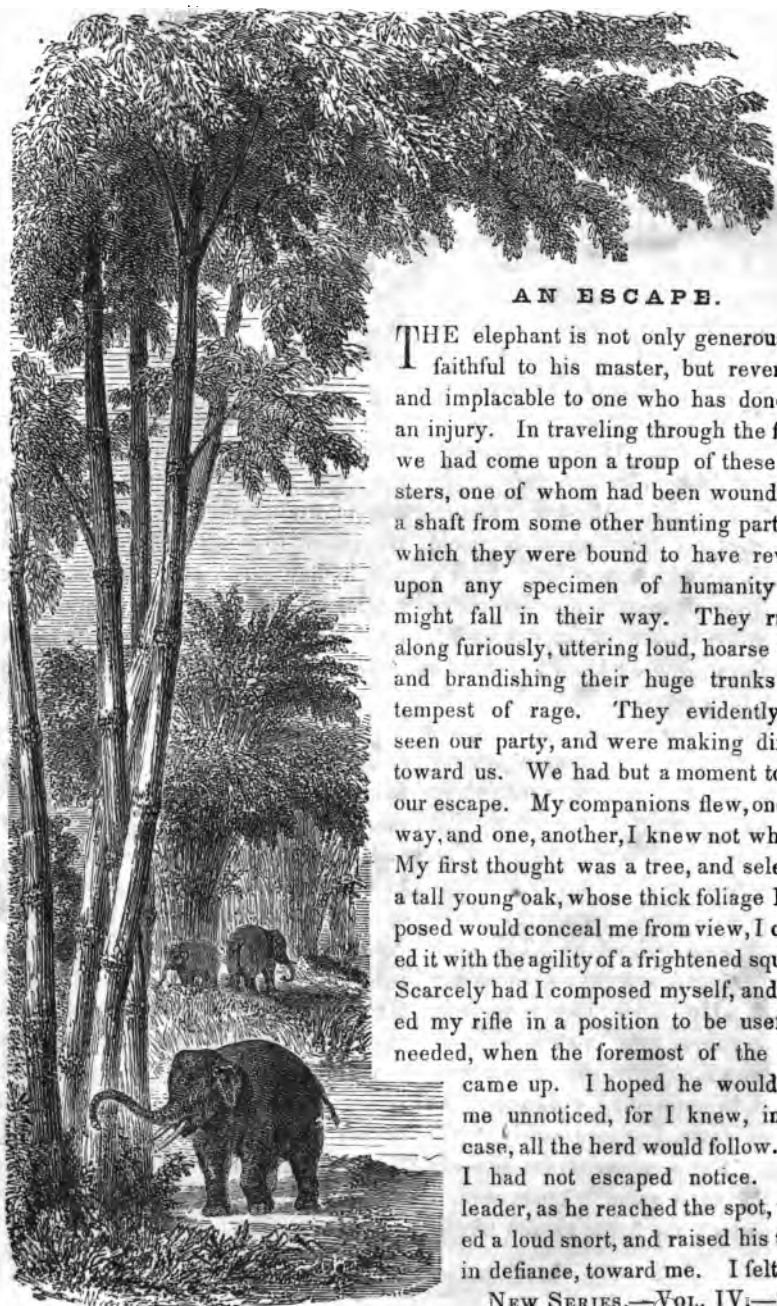 AN ESCAPE.
THE elephant is not only generou
faithful to his master, but rever
and implacable to one who has don
an injury. In traveling through the f
we had come upon a troup of these
sters, one of whom had been wound
a shaft from some other hunting part
which they were bound to have rev
upon any specimen of humanity
might fall in their way. They r
along furiously, uttering loud, hoarse
and brandishing their huge trunks
tempest of rage. They evidently
seen our party, and were making di
toward us. We had but a moment to
our escape. My companions flew, on
way, and one, another, I knew not wh
My first thought was a tree, and sele
a tall young oak, whose thick foliage I
posed would conceal me from view, I c
ed it with the agility of a frightened squ
Scarcely had I composed myself, and
ed my rifle in a position to be use
needed, when the foremost of the
came up. I hoped he would
me unnoticed, for I knew, in
case, all the herd would follow.
I had not escaped notice.
leader, as he reached the spot,
ed a loud snort, and raised his
in defiance, toward me. I felt
NEW SERIES.—VOL. IV.—